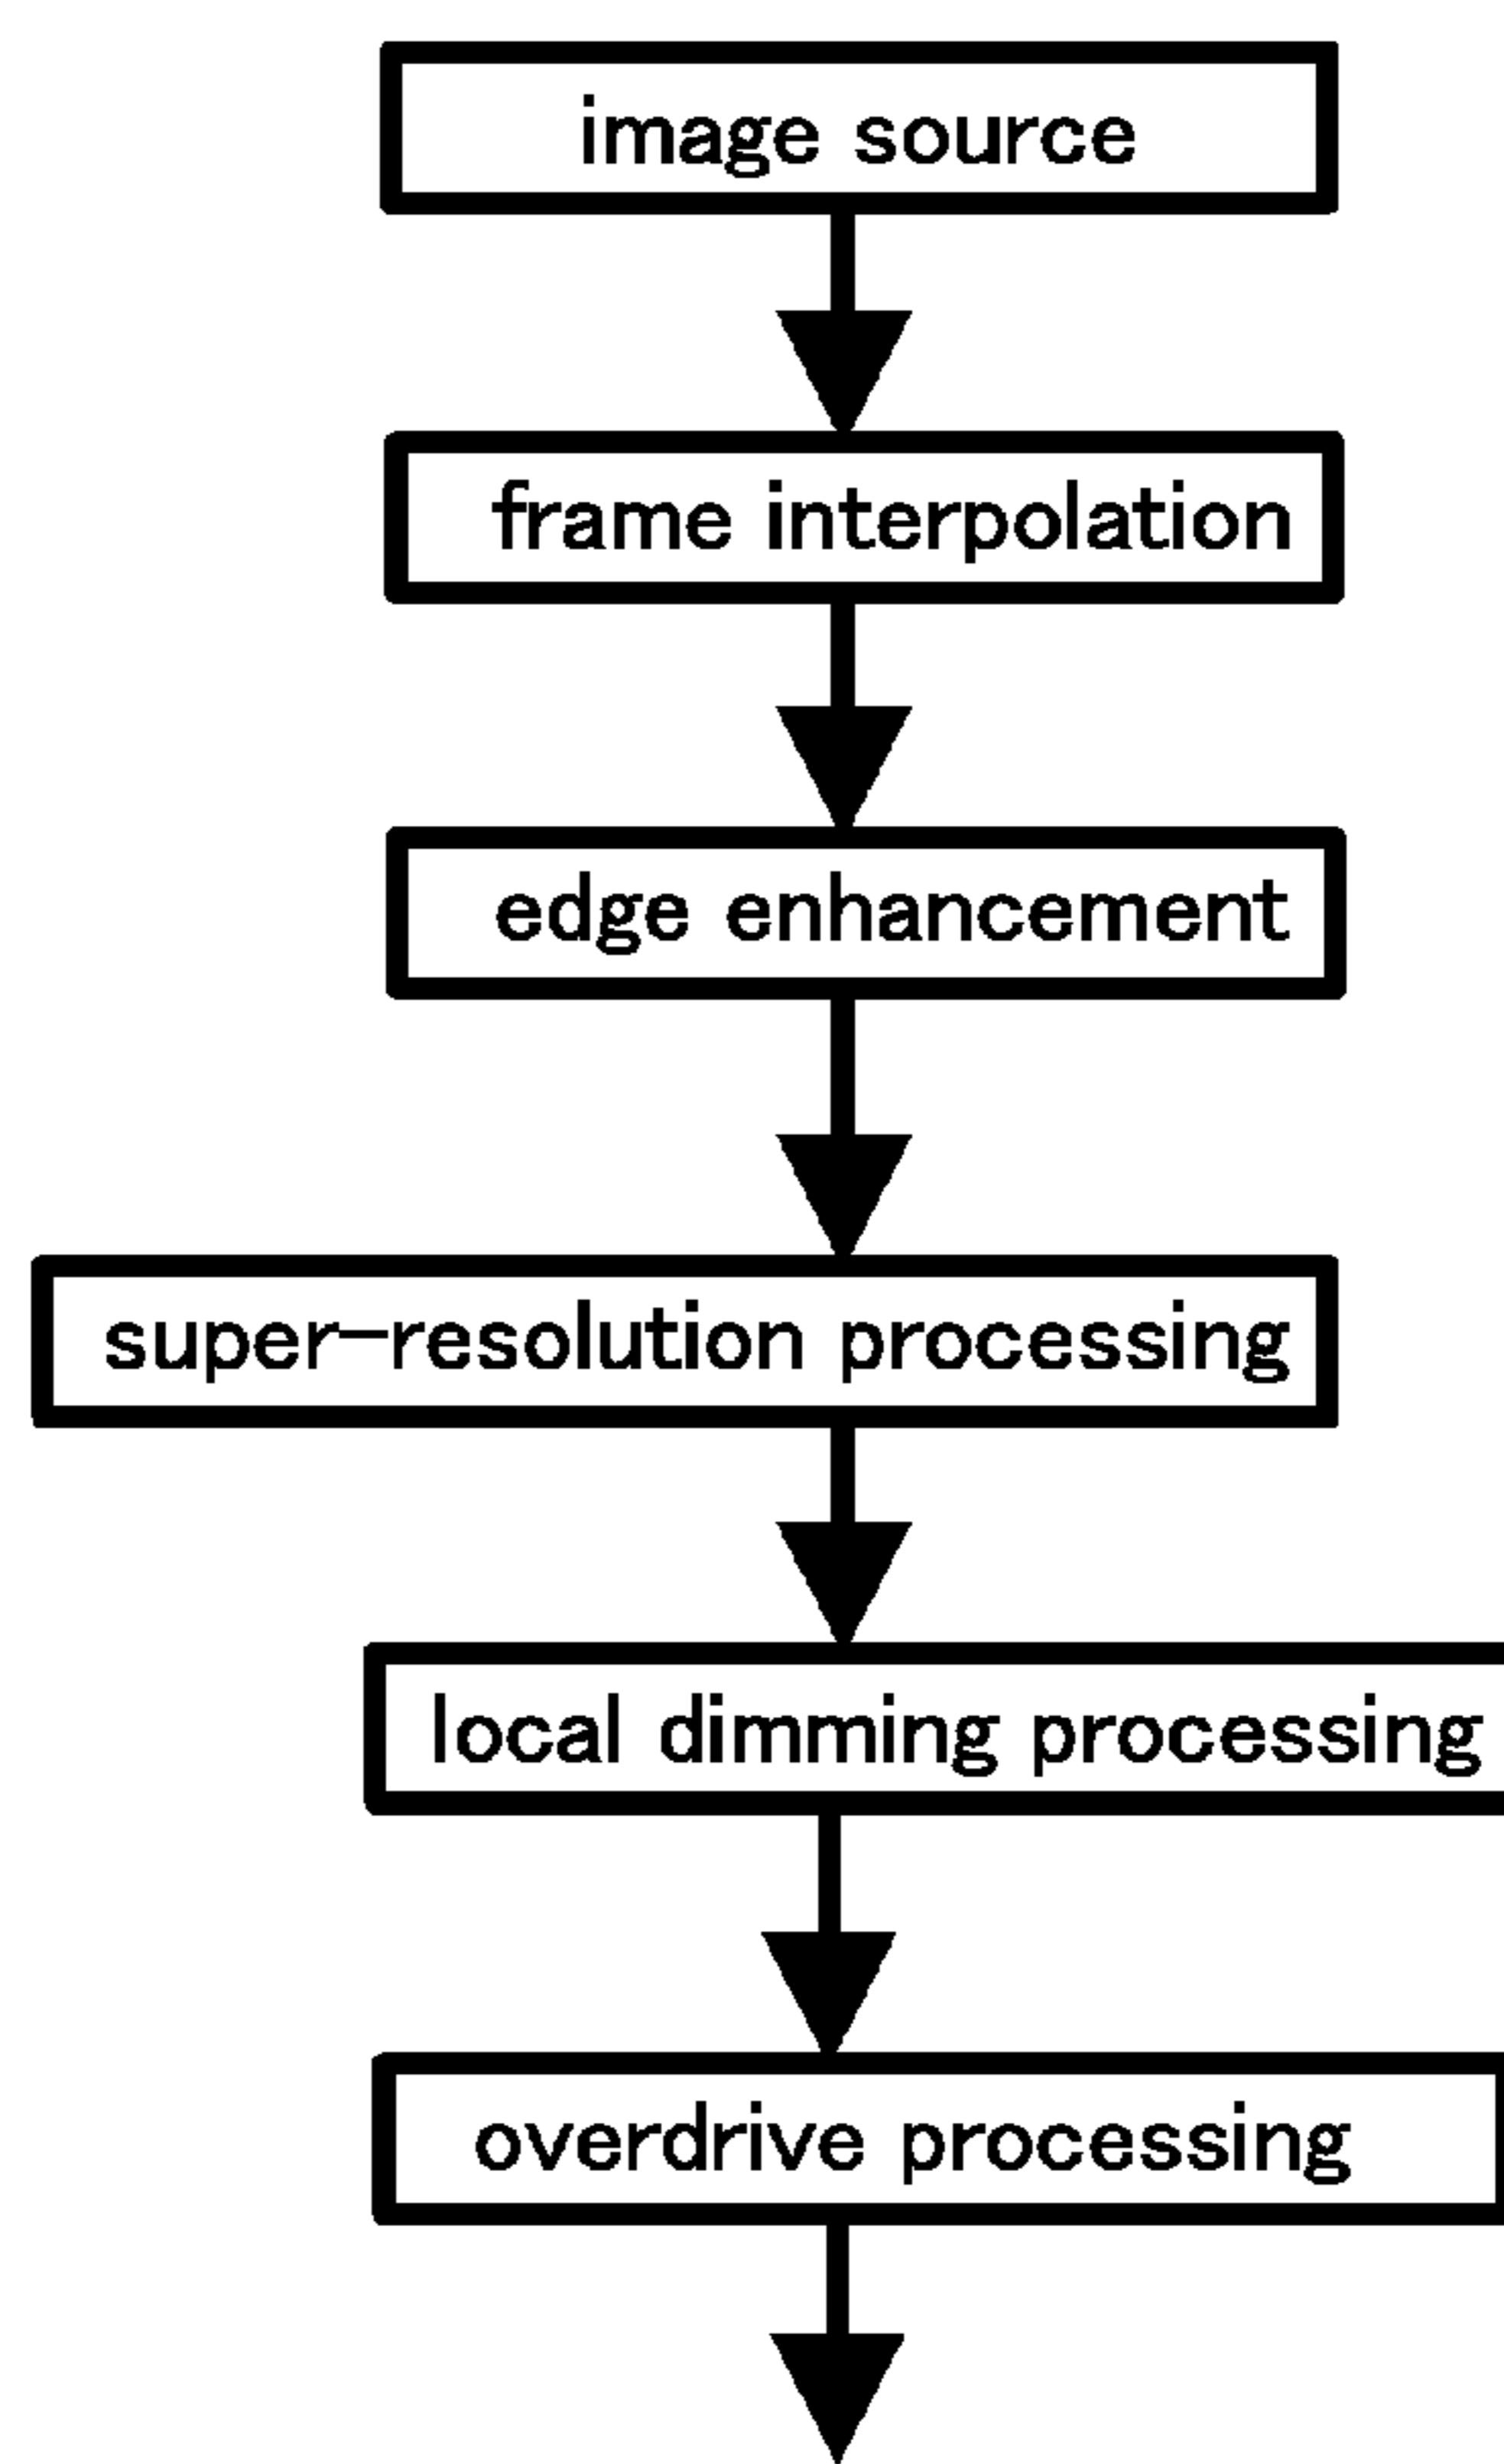 image source
frame interpolation
edge enhancement
super-resolution processing
local dimming processing
overdrive processing